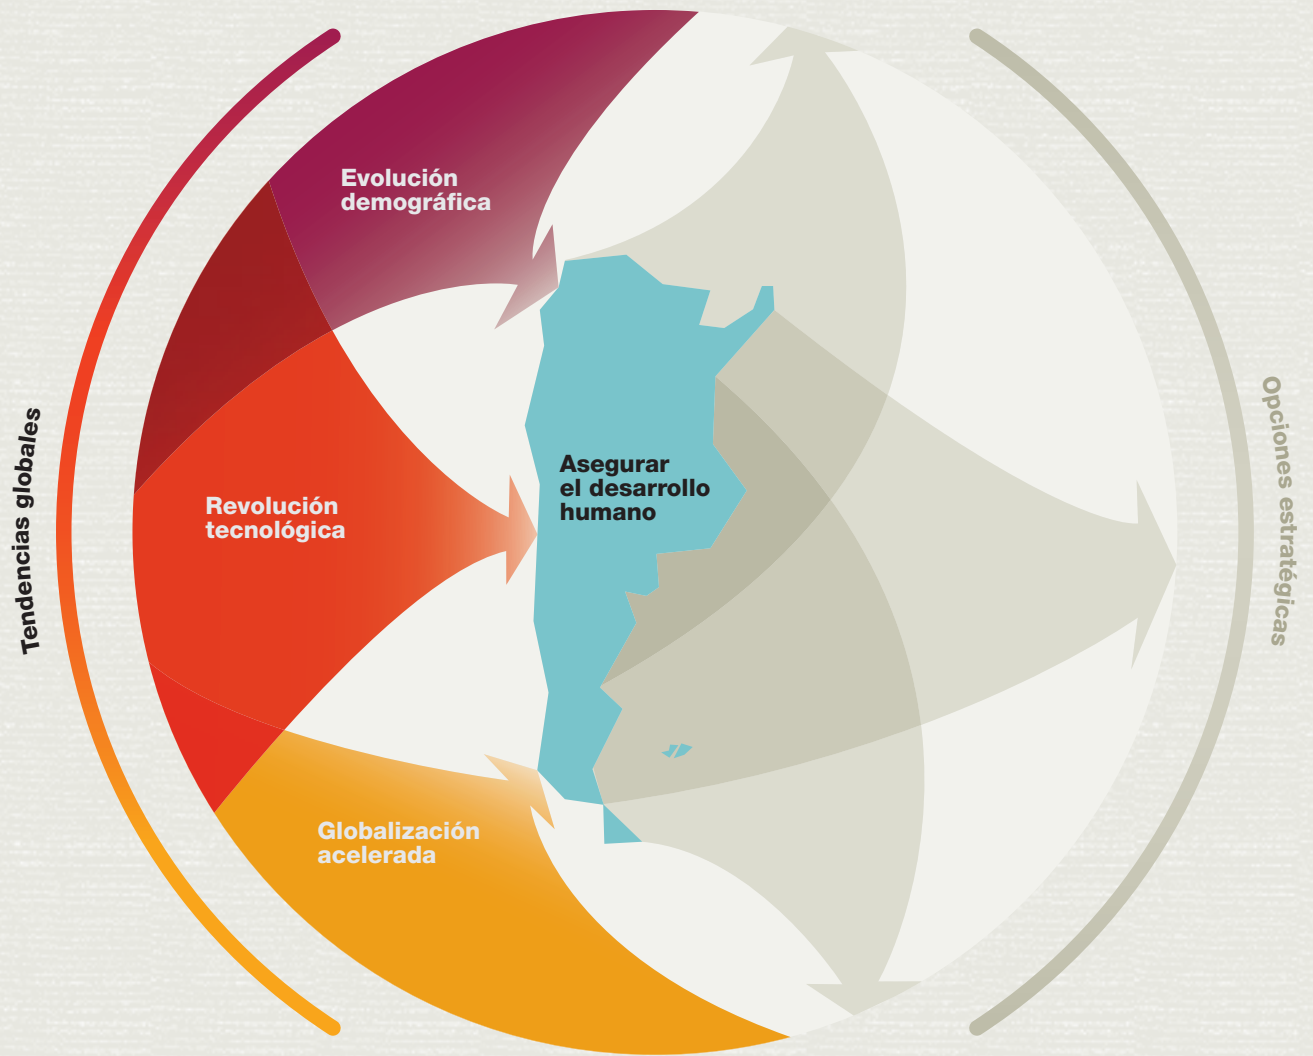 Tendencias globales
Evolución
demográfica
Revolución
tecnológica
Globalización
acelerada
Asegurar
el desarrollo
humano
Opciones estratégicas